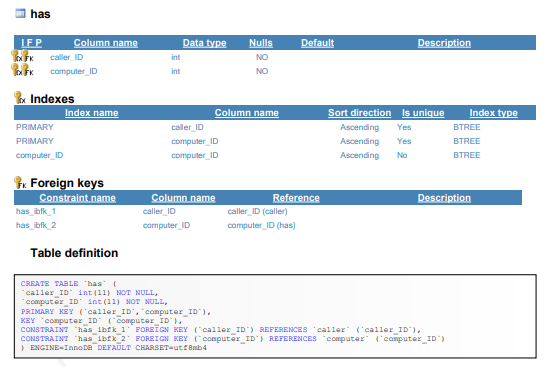 has
I F P Column name Data type Nulls Default Description
IDX FK caller_ID int NO
IDX FK computer_ID int NO
Indexes
Index name Column name Sort direction Is unique Index type
PRIMARY caller_ID Ascending Yes BTREE
PRIMARY computer_ID Ascending Yes BTREE
computer_ID computer_ID Ascending No BTREE
FK Foreign keys
Constraint name Column name Reference Description
has_ibfk_1 caller_ID caller_ID (caller)
has_ibfk_2 computer_ID computer_ID (has)
Table definition
CREATE TABLE `has` (
`caller_ID` int(11) NOT NULL,
`computer_ID` int(11) NOT NULL,
PRIMARY KEY (`caller_ID`,`computer_ID`),
KEY `computer_ID` (`computer_ID`),
CONSTRAINT `has_ibfk_1` FOREIGN KEY (`caller_ID`) REFERENCES `caller` (`caller_ID`),
CONSTRAINT `has_ibfk_2` FOREIGN KEY (`computer_ID`) REFERENCES `computer` (`computer_ID`)
) ENGINE=InnoDB DEFAULT CHARSET=utf8mb4